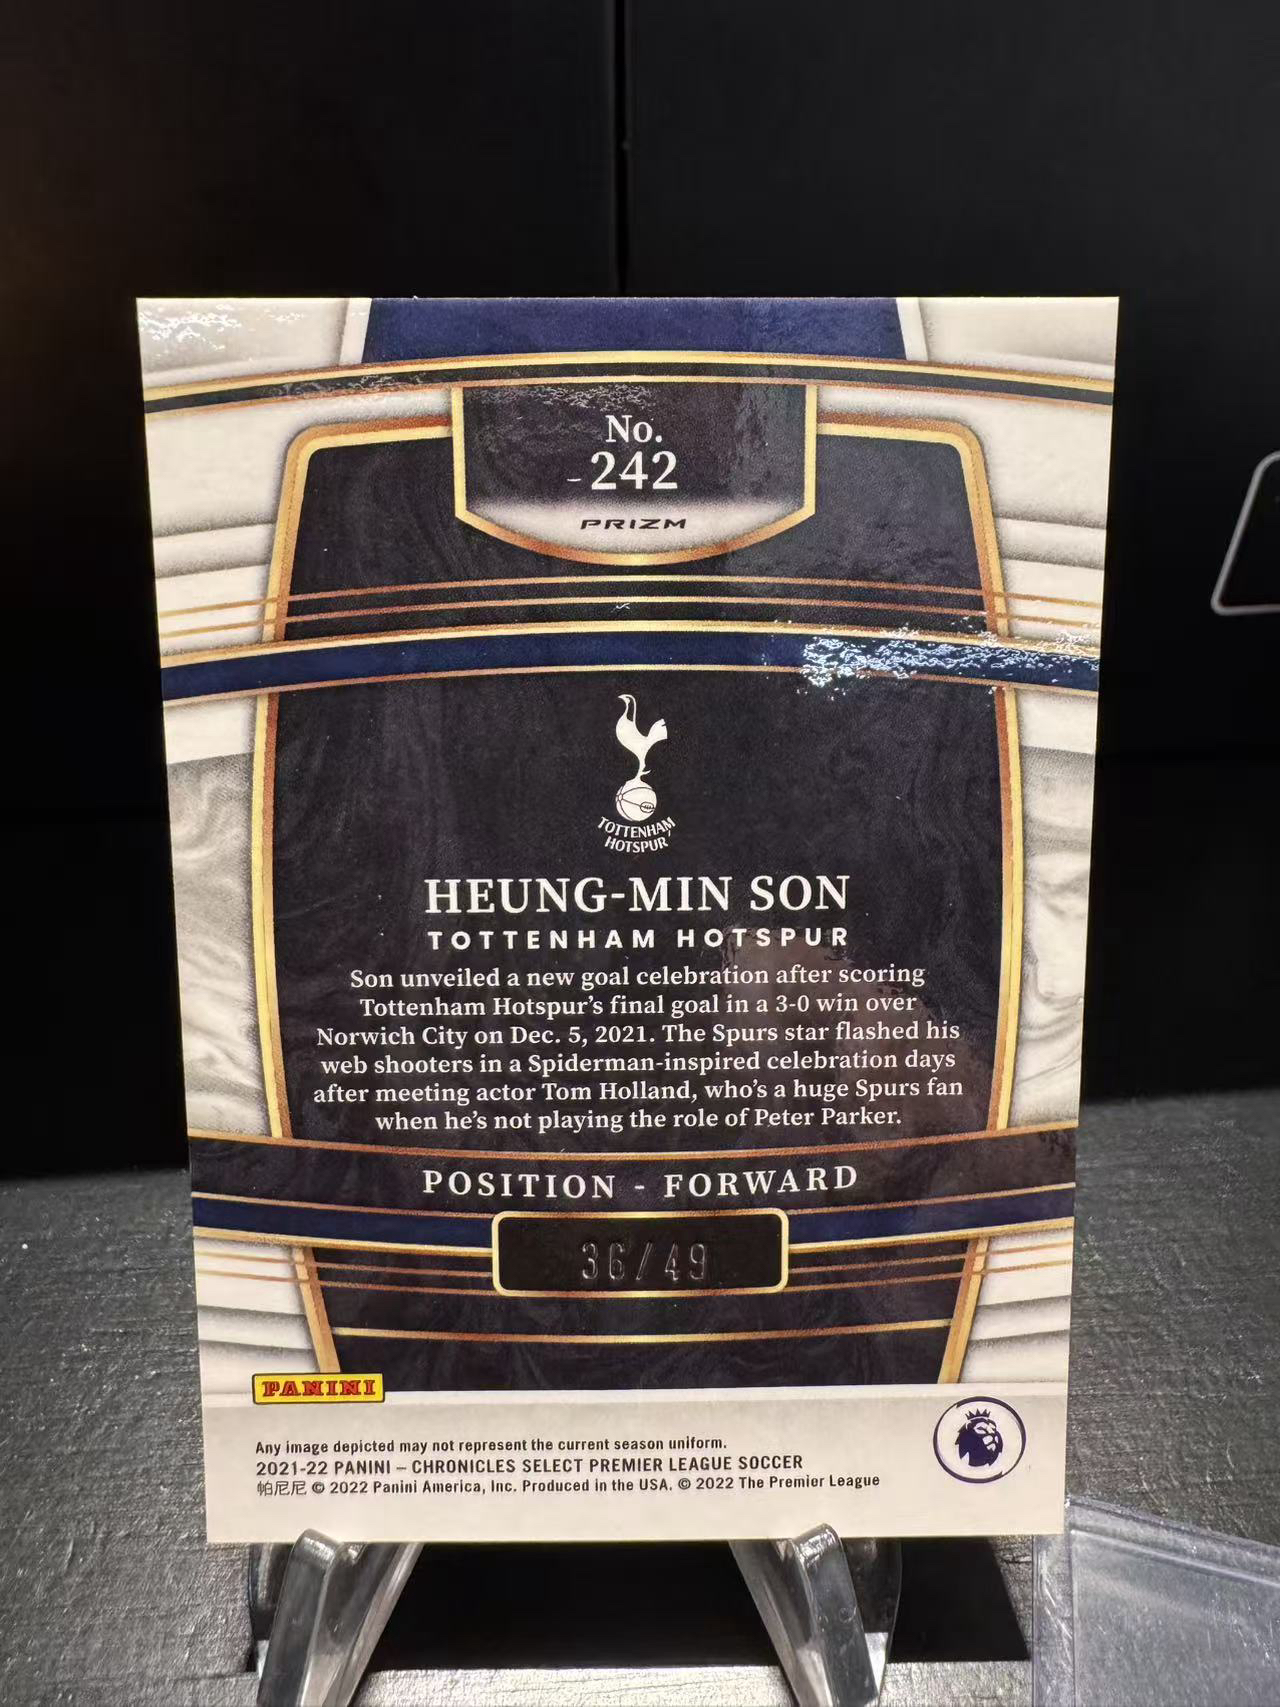 No.
242
PRIZM
TOTTENHAM
HOTSPUR
HEUNG-MIN SON
TOTTENHAM HOTSPUR
Son unveiled a new goal celebration after scoring
Tottenham Hotspur's final goal in a 3-0 win over
Norwich City on Dec. 5, 2021. The Spurs star flashed his
web shooters in a Spiderman-inspired celebration days
after meeting actor Tom Holland, who's a huge Spurs fan
when he's not playing the role of Peter Parker.
POSITION - FORWARD
36/49
PANINI
Any image depicted may not represent the current season uniform.
2021-22 PANINI – CHRONICLES SELECT PREMIER LEAGUE SOCCER
帕尼尼 © 2022 Panini America, Inc. Produced in the USA. © 2022 The Premier League